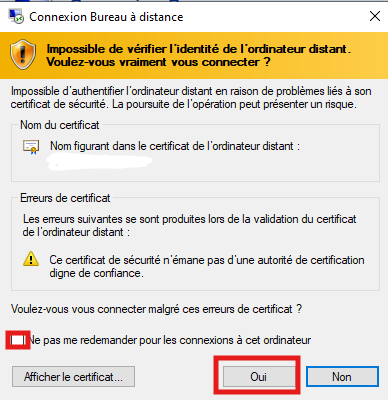 Connexion Bureau à distance
Impossible de vérifier l'identité de l'ordinateur distant.
Voulez-vous vraiment vous connecter ?
Impossible d'authentifier l'ordinateur distant en raison de problèmes liés à son
certificat de sécurité. La poursuite de l'opération peut présenter un risque.
Nom du certificat
Nom figurant dans le certificat de l'ordinateur distant :
Erreurs de certificat
Les erreurs suivantes se sont produites lors de la validation du certificat
de l'ordinateur distant :
Ce certificat de sécurité n'émane pas d'une autorité de certification
digne de confiance.
Voulez-vous vous connecter malgré ces erreurs de certificat ?
Ne pas me redemander pour les connexions à cet ordinateur
Afficher le certificat...
Oui
Non